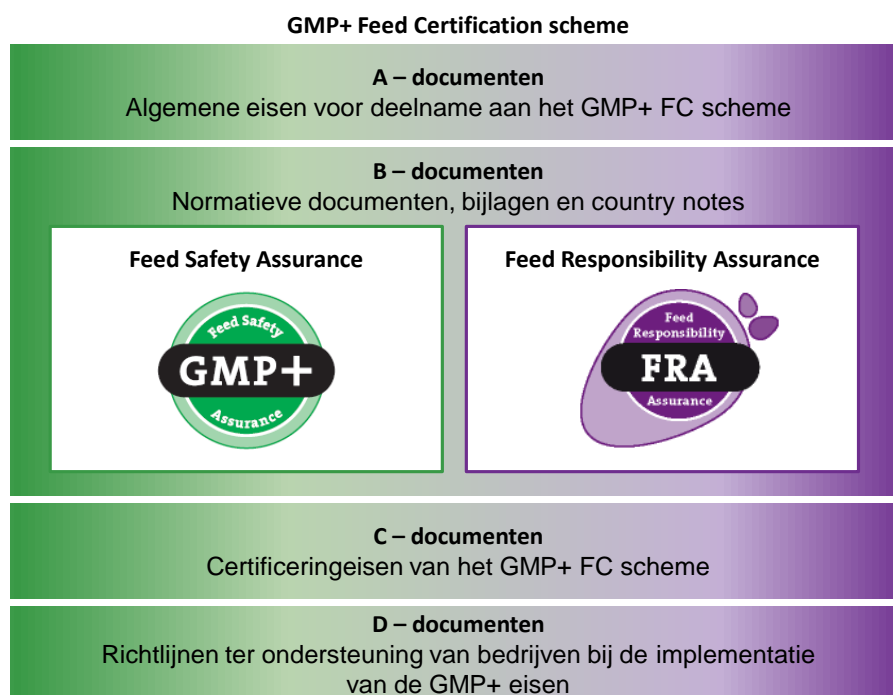 GMP+ Feed Certification scheme
A – documenten
Algemene eisen voor deelname aan het GMP+ FC scheme
B – documenten
Normatieve documenten, bijlagen en country notes
Feed Safety Assurance
Feed Safety
GMP+
Assurance
Feed Responsibility Assurance
Feed
Responsibility
FRA
Assurance
C – documenten
Certificeringeisen van het GMP+ FC scheme
D – documenten
Richtlijnen ter ondersteuning van bedrijven bij de implementatie
van de GMP+ eisen